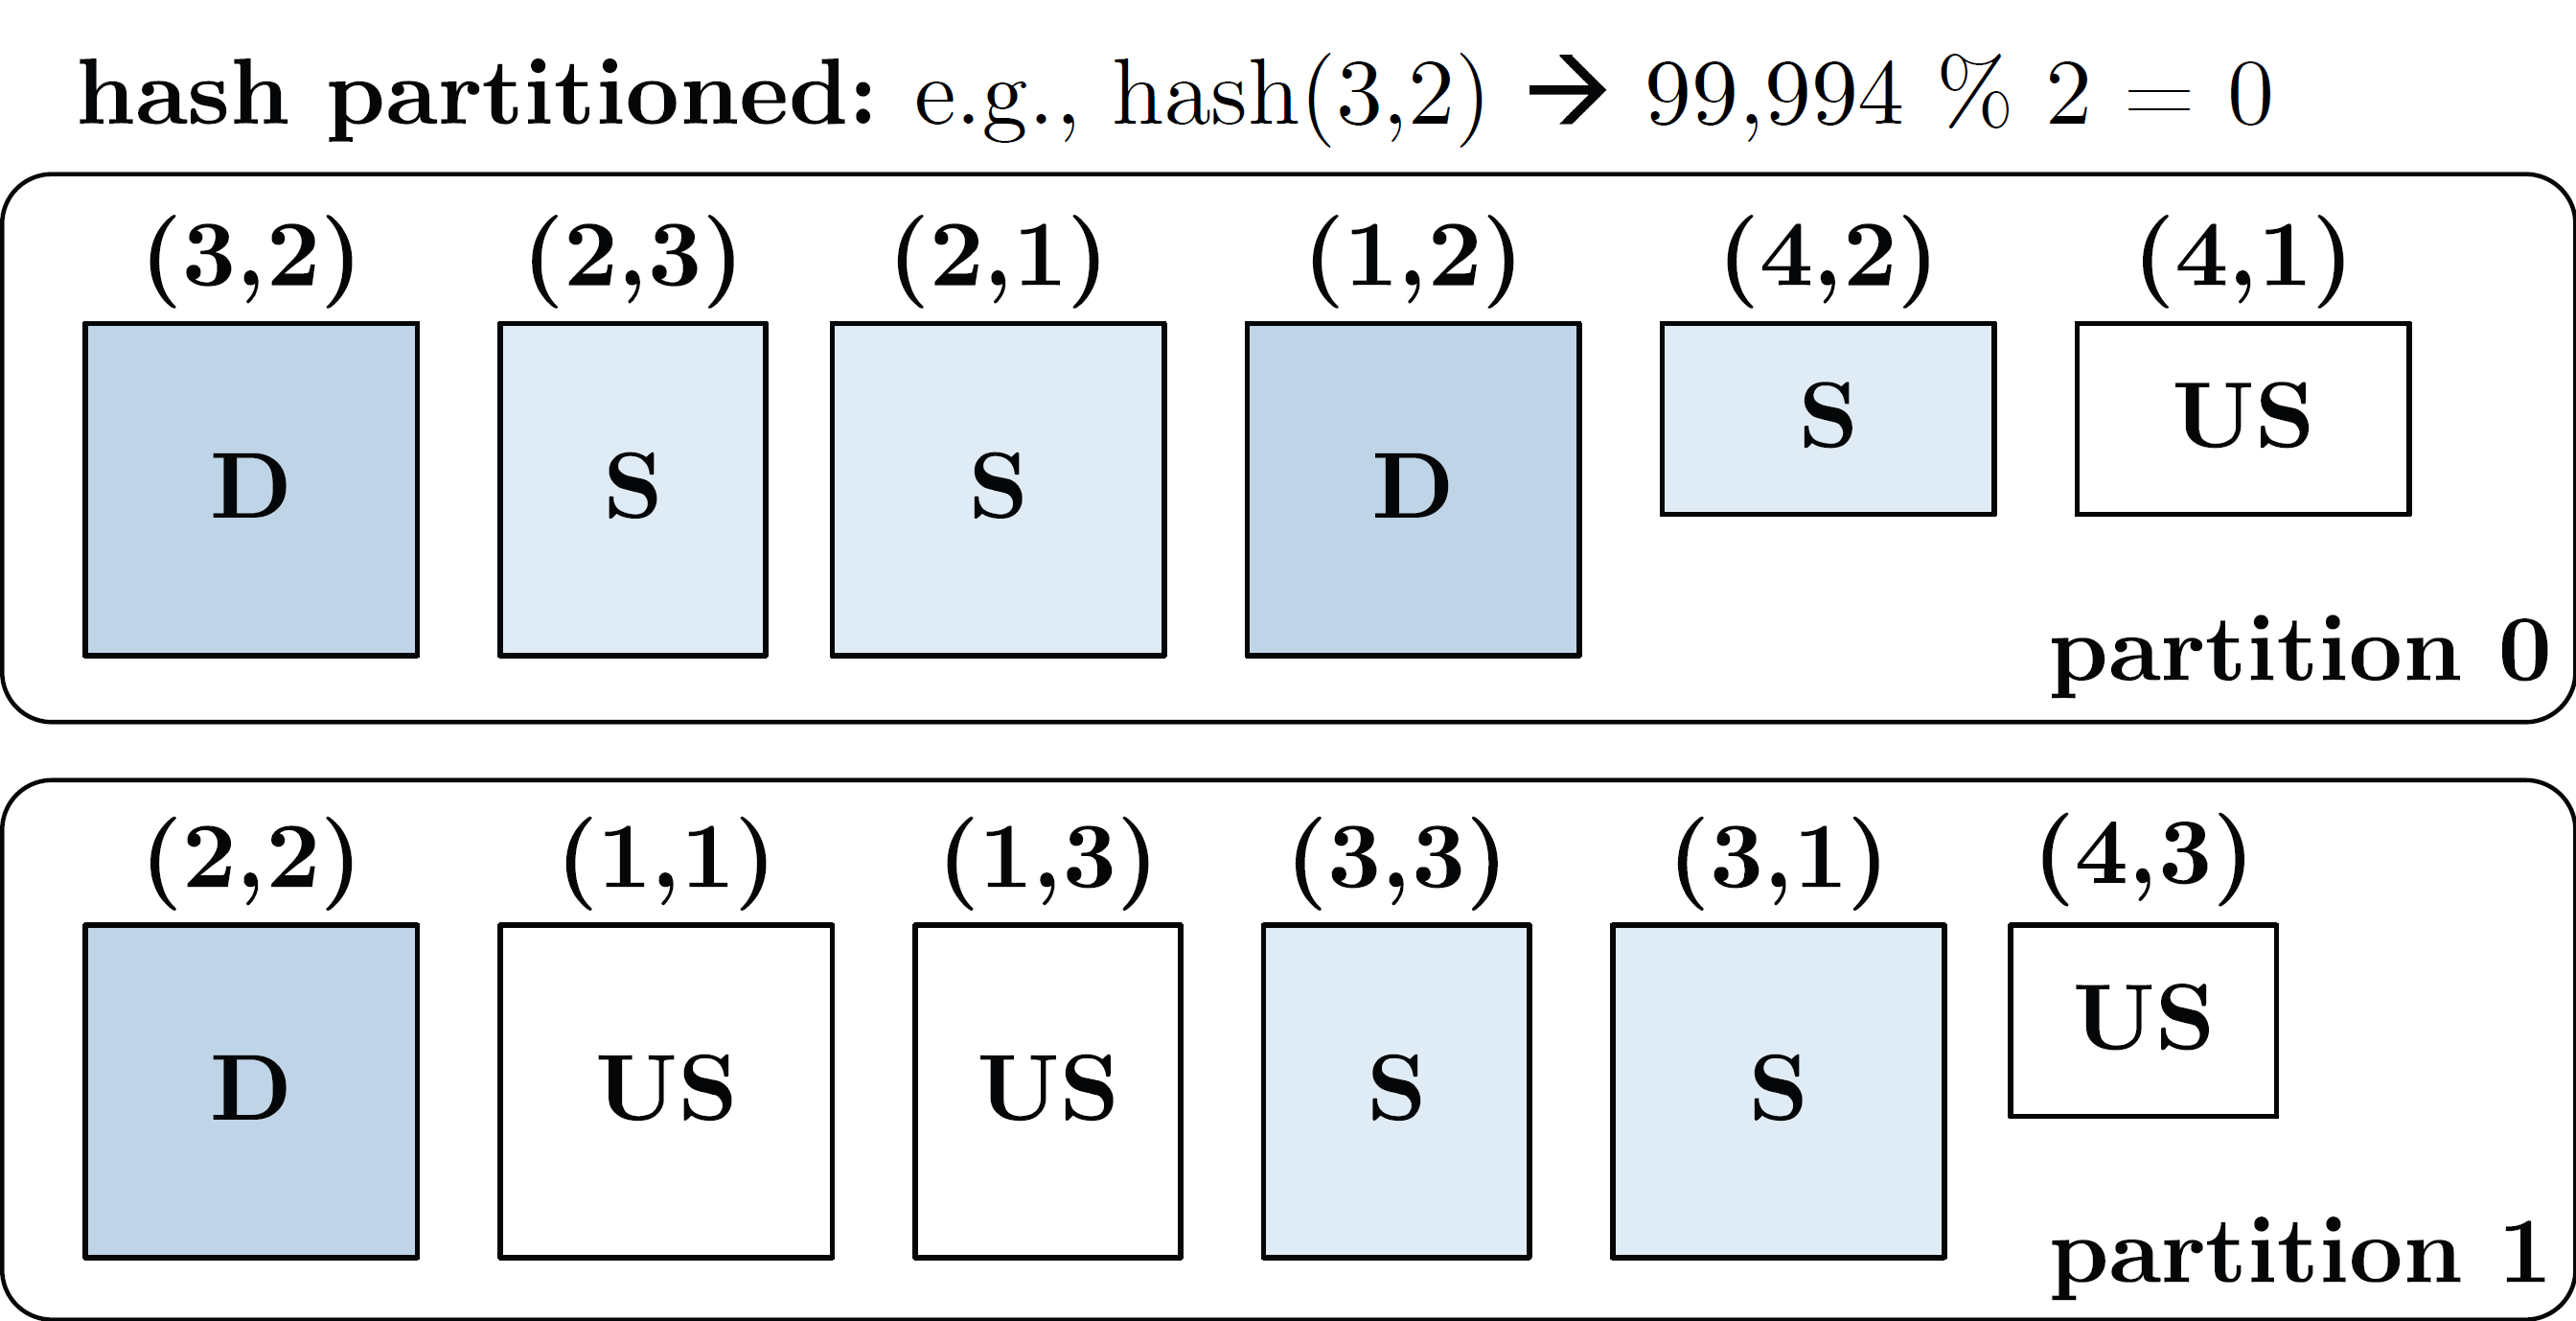 hash partitioned: e.g., hash(3,2) → 99,994 % 2 = 0
(3,2) (2,3) (2,1) (1,2) (4,2) (4,1)
D S S D S US
partition 0
(2,2) (1,1) (1,3) (3,3) (3,1) (4,3)
D US US S S US
partition 1